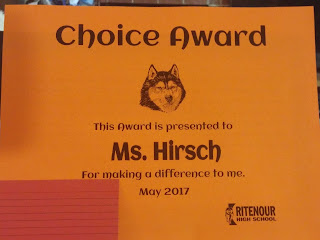 Choice Award
This Award is presented to
Ms. Hirsch
For making a difference to me.
May 2017
RITENOUR
HIGH SCHOOL